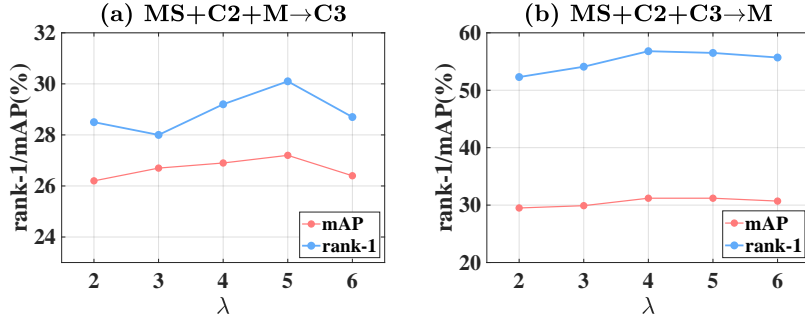 (a) MS+C2+M→C3
rank-1/mAP(%)
32
30
28
26
24
2 3 4 5 6
λ
mAP
rank-1
(b) MS+C2+C3→M
rank-1/mAP(%)
60
50
40
30
20
2 3 4 5 6
λ
mAP
rank-1